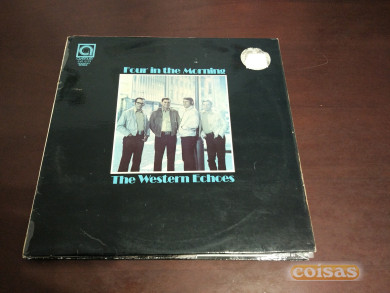 Four in the Morning
The Western Echoes
coisas